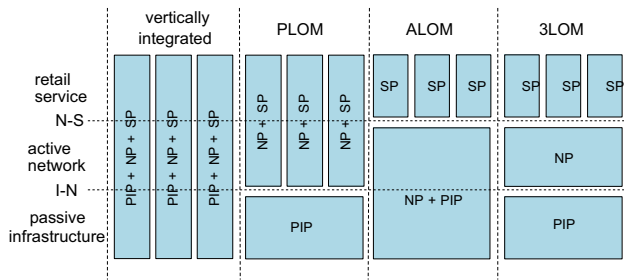 vertically
integrated
PLOM
ALOM
3LOM
retail
service
N-S
active
network
I-N
passive
infrastructure
PIP + NP + SP
PIP + NP + SP
PIP + NP + SP
NP + SP
NP + SP
NP + SP
PIP
SP
SP
SP
NP + PIP
SP
SP
SP
NP
PIP